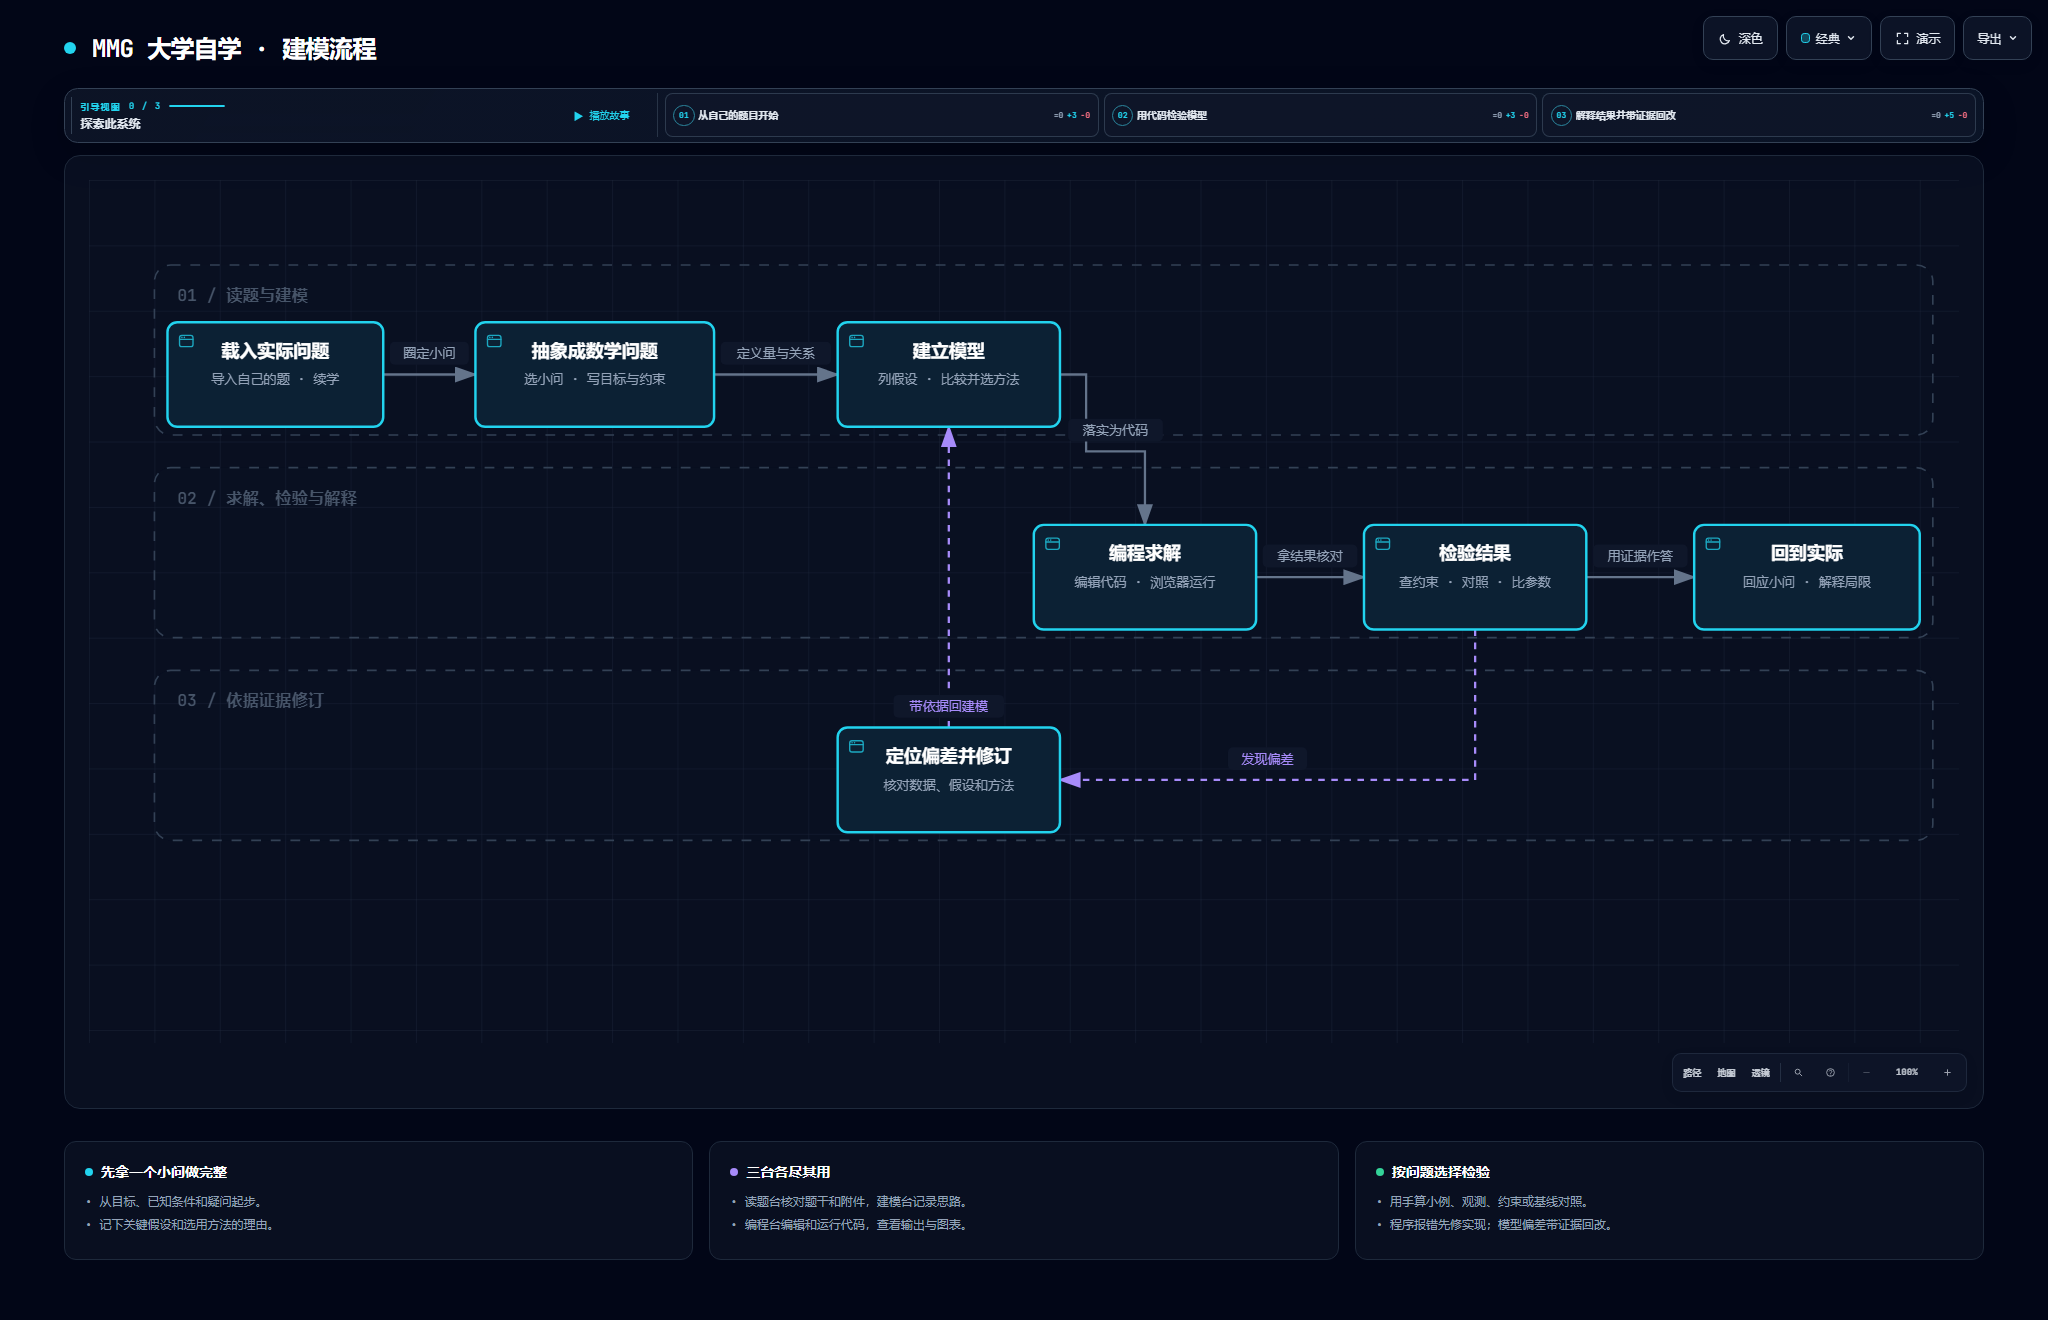 MMG 大学自学 · 建模流程
深色
经典
演示
导出
引导视图 0 / 3
探索此系统
播放故事
01 从自己的题目开始 =0 +3 -0
02 用代码检验模型 =0 +3 -0
03 解释结果并带证据回改 =0 +5 -0
01 / 读题与建模
载入实际问题
导入自己的题 · 续学
圈定小问
抽象成数学问题
选小问 · 写目标与约束
定义量与关系
建立模型
列假设 · 比较并选方法
落实为代码
02 / 求解、检验与解释
编程求解
编辑代码 · 浏览器运行
拿结果核对
检验结果
查约束 · 对照 · 比参数
用证据作答
回到实际
回应小问 · 解释局限
03 / 依据证据修订
带依据回建模
定位偏差并修订
核对数据、假设和方法
发现偏差
路径
地图
透镜
100%
先拿一个小问做完整
• 从目标、已知条件和疑问起步。
• 记下关键假设和选用方法的理由。
三台各尽其用
• 读题台核对题干和附件，建模台记录思路。
• 编程台编辑和运行代码，查看输出与图表。
按问题选择检验
• 用手算小例、观测、约束或基线对照。
• 程序报错先修实现；模型偏差带证据回改。